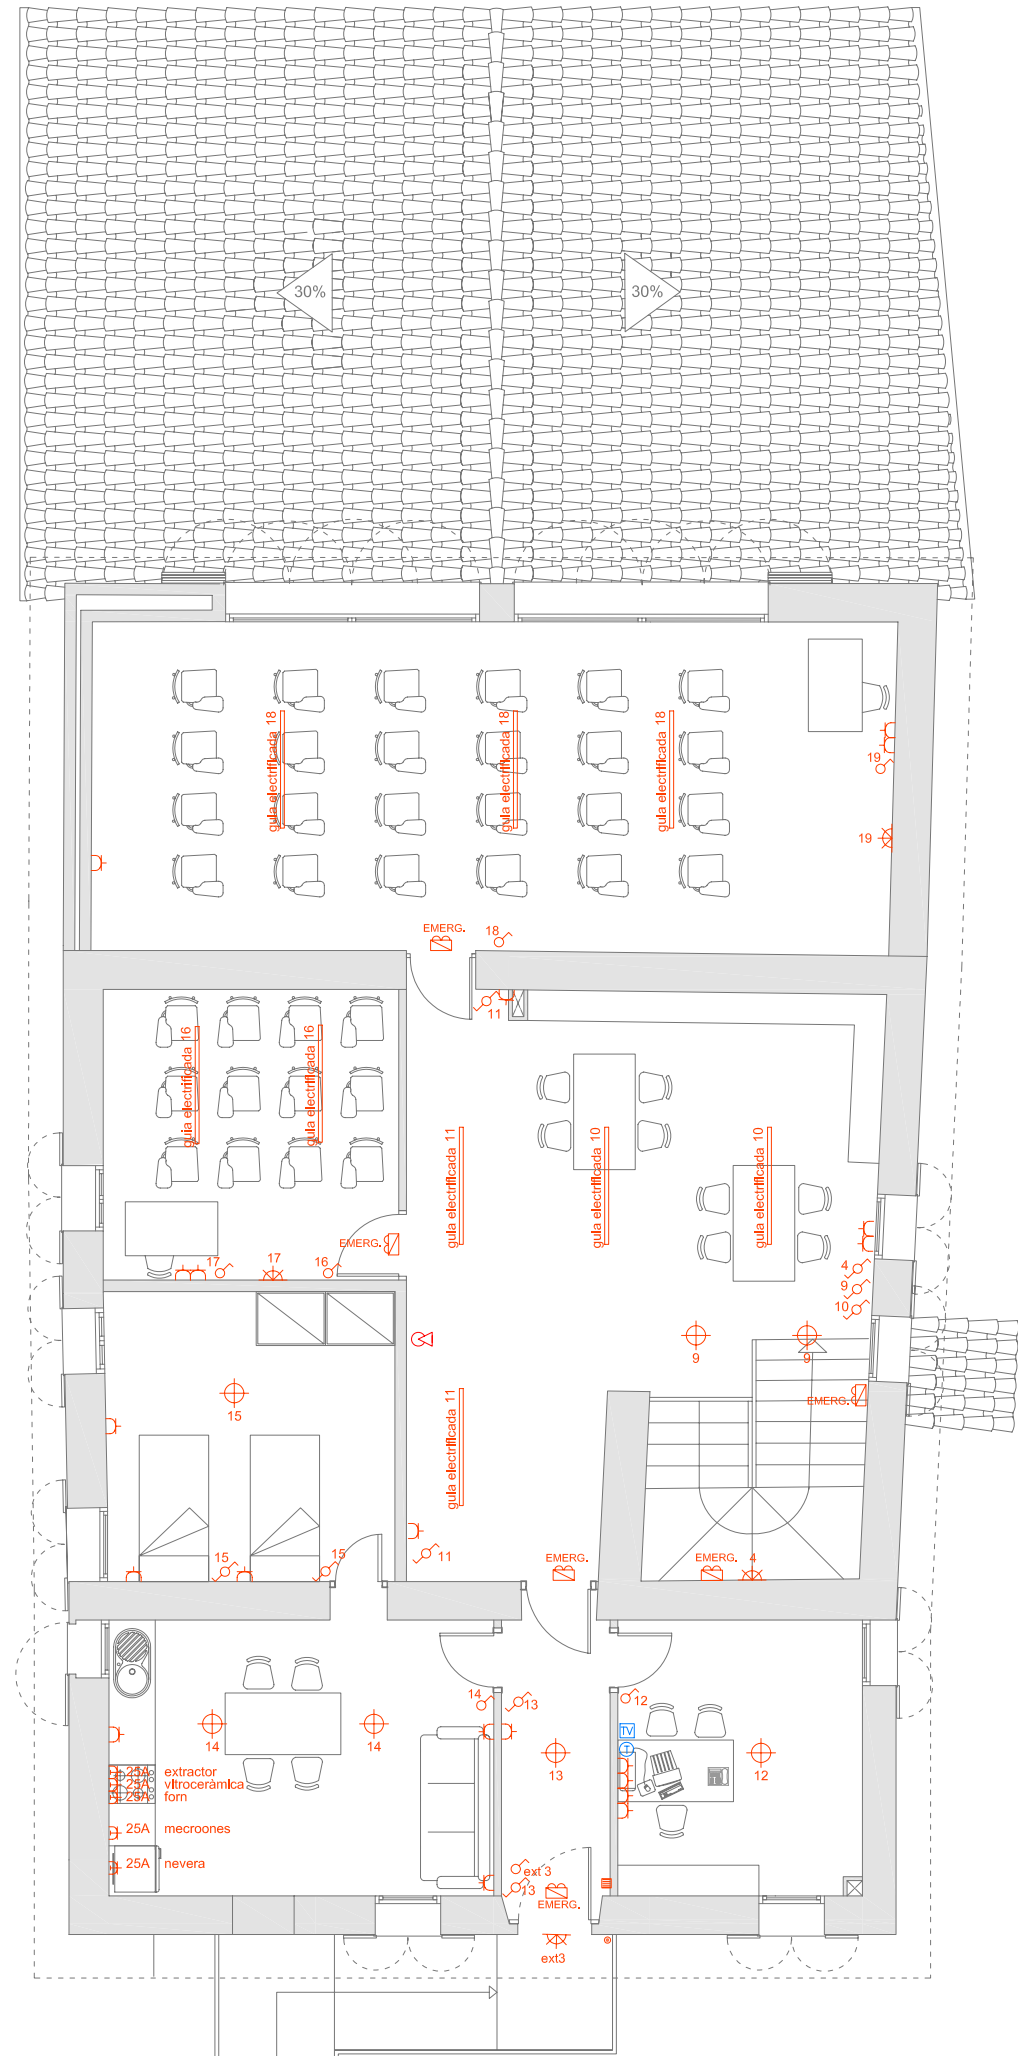 30%
30%
guia electrificada 18
guia electrificada 18
guia electrificada 18
19
19
EMERG.
18
11
guia electrificada 16
guia electrificada 16
guia electrificada 11
guia electrificada 10
guia electrificada 10
EMERG.
17
17
16
4
9
10
9
9
15
EMERG.
guia electrificada 11
15
15
11
EMERG.
EMERG.
4
14
13
12
TV
T
14
14
13
12
25A extractor
25A vitroceràmica
25A forn
25A mecroones
25A nevera
ext 3
13
EMERG.
ext3